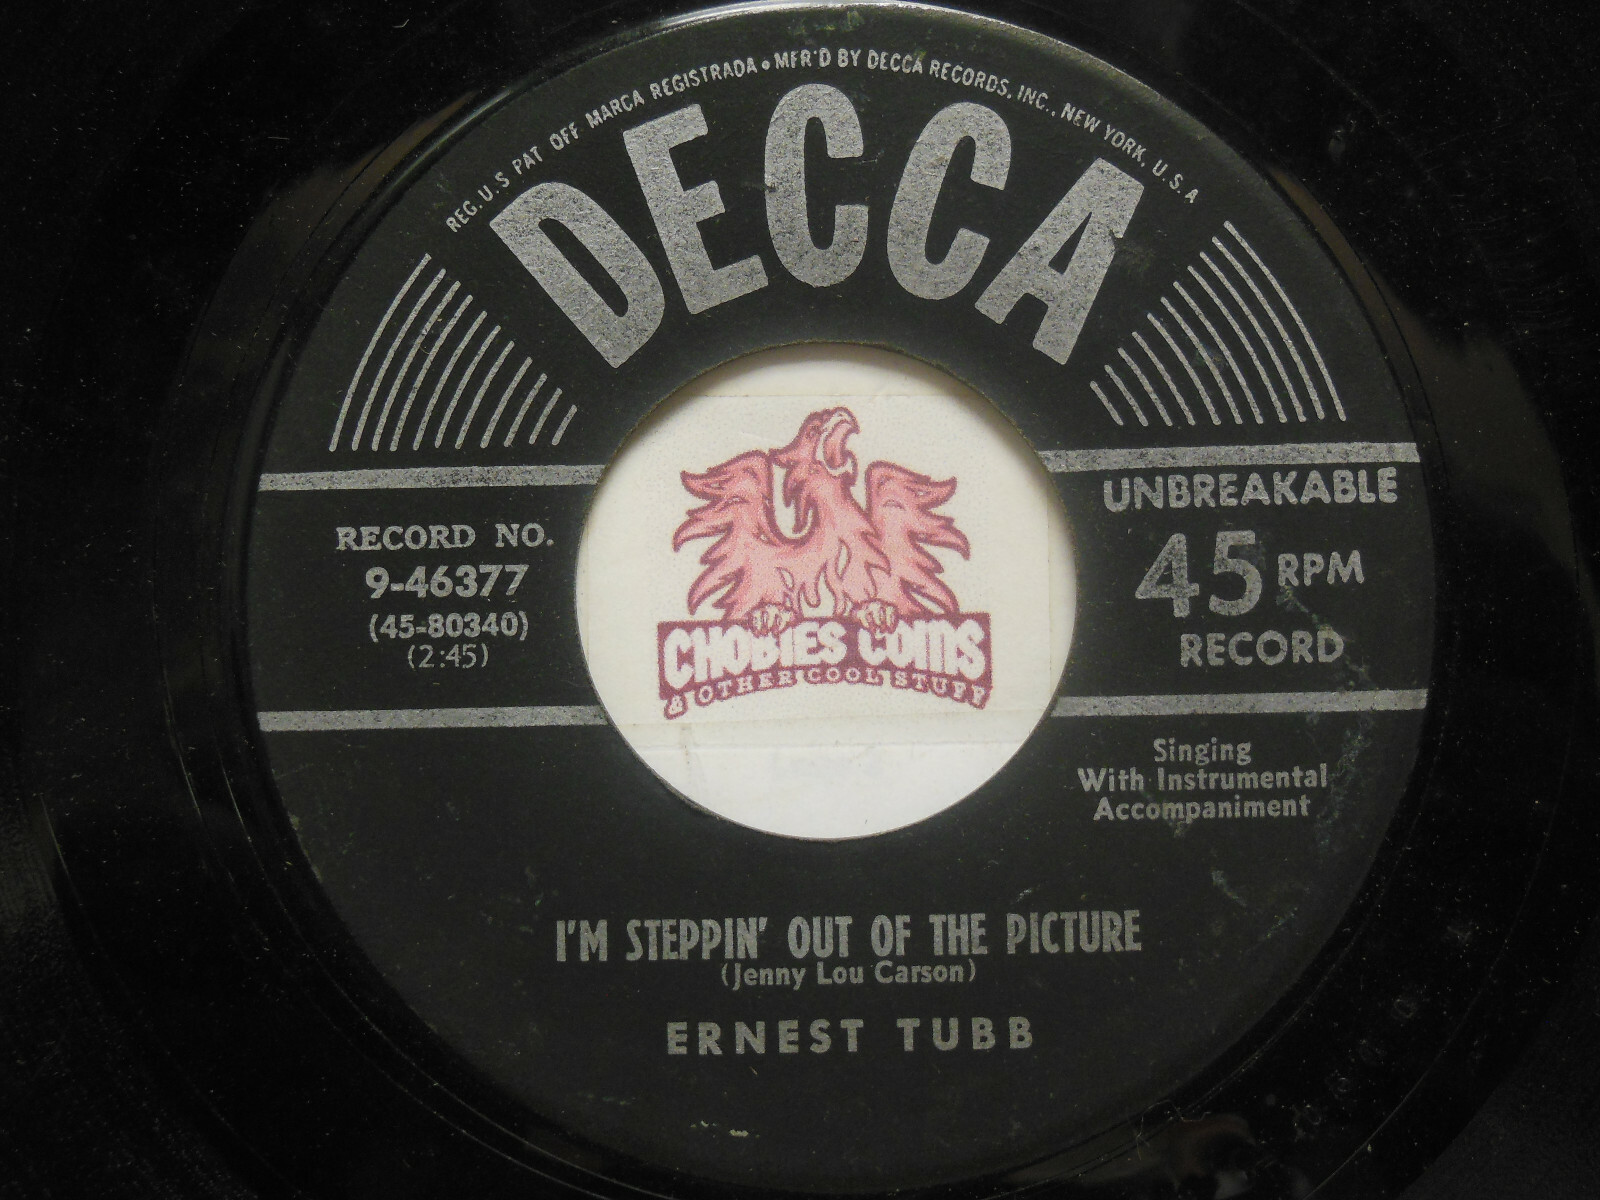 REG. U.S PAT OFF MARCA REGISTRADA • MFR'D BY DECCA RECORDS, INC., NEW YORK, U.S.A
DECCA
UNBREAKABLE
45 RPM
RECORD
RECORD NO.
9-46377
(45-80340)
(2:45)
CHOBIES COINS
& OTHER COOL STUFF
Singing
With Instrumental
Accompaniment
I'M STEPPIN' OUT OF THE PICTURE
(Jenny Lou Carson)
ERNEST TUBB